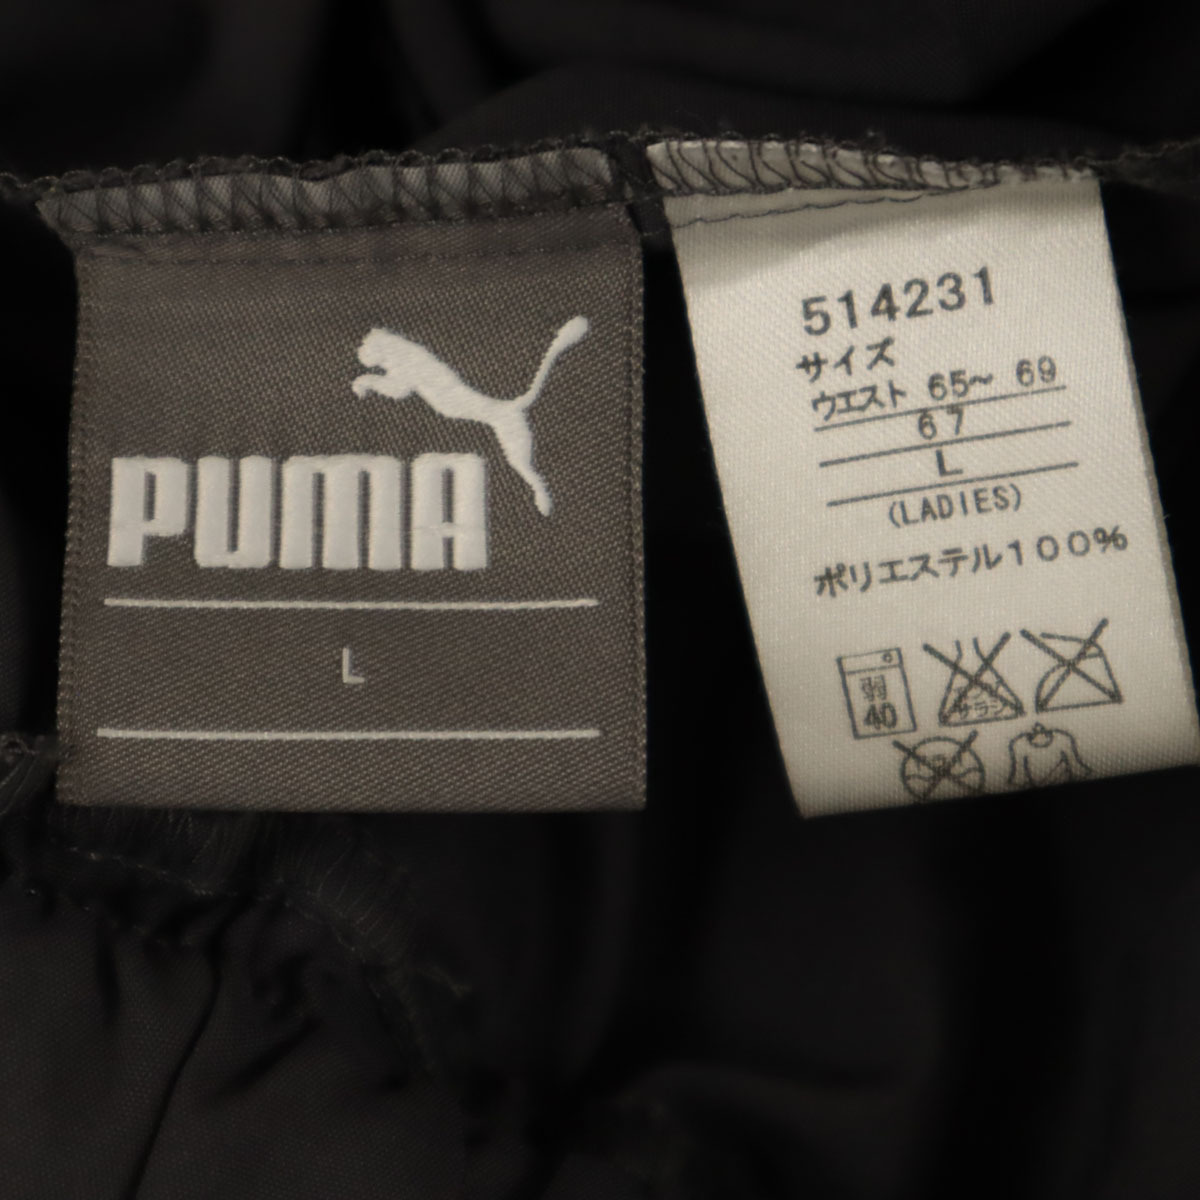 PUMA
L
514231
サイズ
ウエスト 65～ 69
67
L
(LADIES)
ポリエステル100%
弱
40